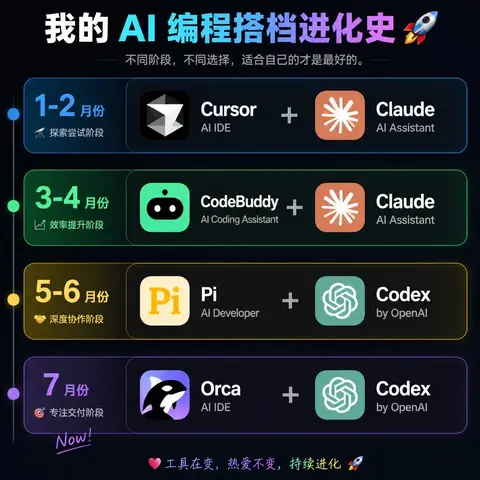 我的 AI 编程搭档进化史 🚀
不同阶段，不同选择，适合自己的才是最好的。
1-2 月份
探索尝试阶段
Cursor
AI IDE
+
Claude
AI Assistant
3-4 月份
效率提升阶段
CodeBuddy
AI Coding Assistant
+
Claude
AI Assistant
5-6 月份
深度协作阶段
Pi
Pi
AI Developer
+
Codex
by OpenAI
7 月份
专注交付阶段
Now!
Orca
AI IDE
+
Codex
by OpenAI
工具在变，热爱不变，持续进化 🚀